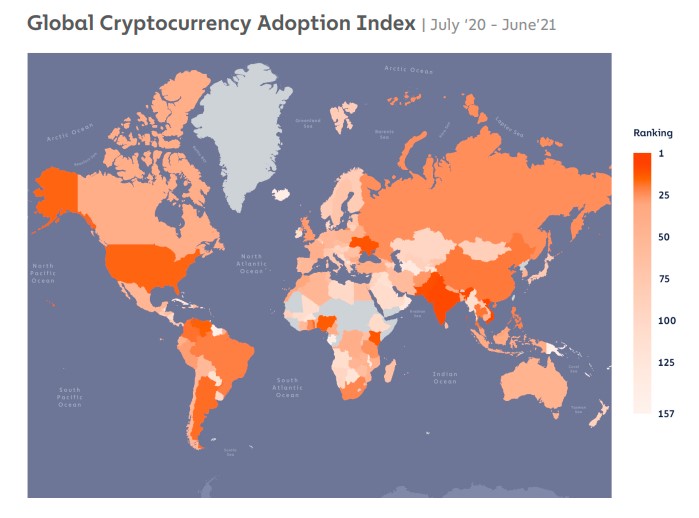 Global Cryptocurrency Adoption Index | July '20 - June'21
Arctic Ocean
Arctic Ocean
Greenland
Sea
Barents
Sea
Laptev Sea
Ranking
1
25
50
75
100
125
157
North
Pacific
Ocean
North
Atlantic
Ocean
South
Pacific
Ocean
South
Atlantic
Ocean
Indian
Ocean